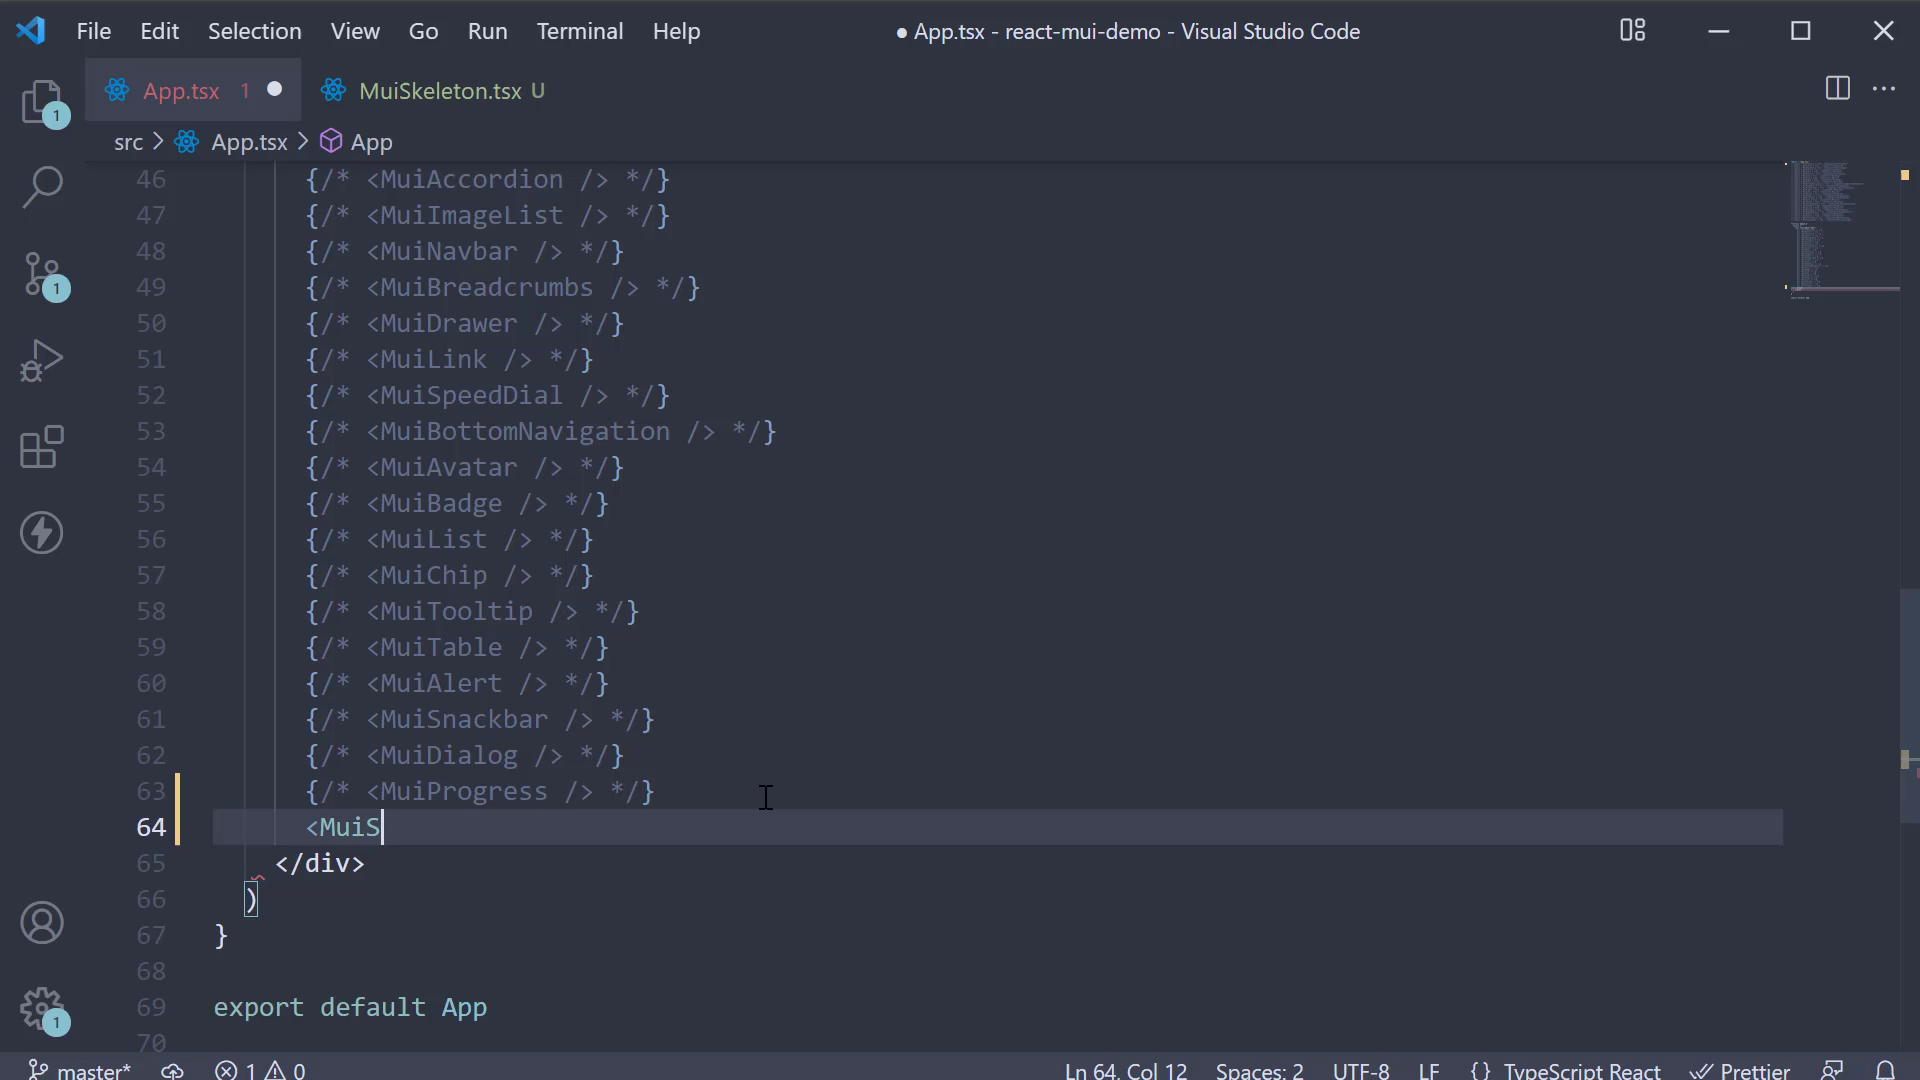 File Edit Selection View Go Run Terminal Help ● App.tsx - react-mui-demo - Visual Studio Code
App.tsx 1 ● MuiSkeleton.tsx U
src > App.tsx > App
46 {/* <MuiAccordion /> */}
47 {/* <MuiImageList /> */}
48 {/* <MuiNavbar /> */}
49 {/* <MuiBreadcrumbs /> */}
50 {/* <MuiDrawer /> */}
51 {/* <MuiLink /> */}
52 {/* <MuiSpeedDial /> */}
53 {/* <MuiBottomNavigation /> */}
54 {/* <MuiAvatar /> */}
55 {/* <MuiBadge /> */}
56 {/* <MuiList /> */}
57 {/* <MuiChip /> */}
58 {/* <MuiTooltip /> */}
59 {/* <MuiTable /> */}
60 {/* <MuiAlert /> */}
61 {/* <MuiSnackbar /> */}
62 {/* <MuiDialog /> */}
63 {/* <MuiProgress /> */}
64 <MuiS
65 </div>
66 )
67 }
68
69 export default App
70
1
1
1
master* 1 0 Ln 64, Col 12 Spaces: 2 UTF-8 LF {} TypeScript React Prettier